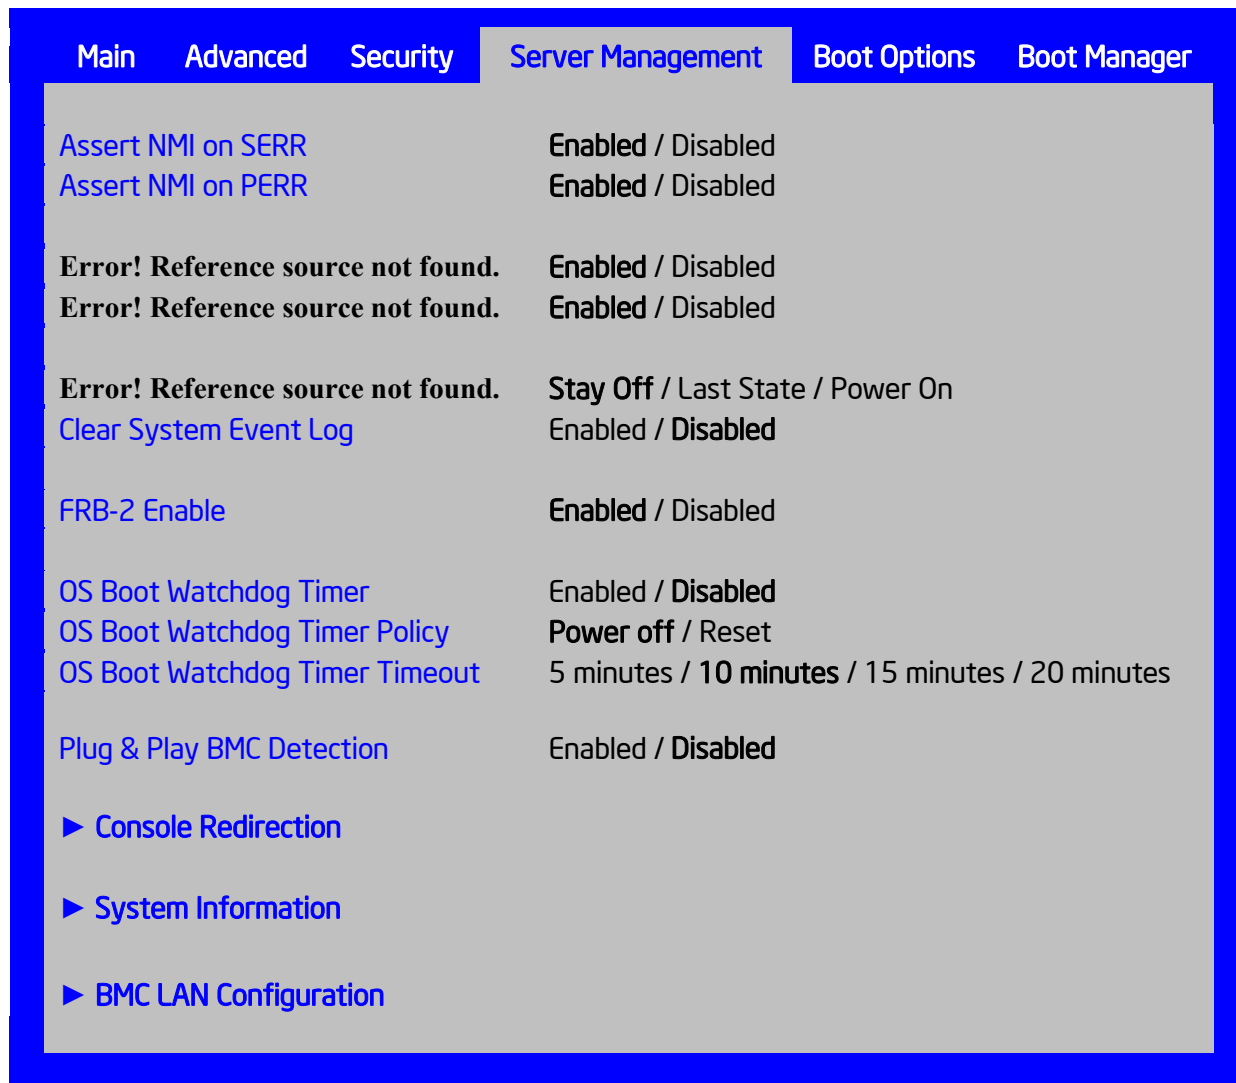 Main Advanced Security Server Management Boot Options Boot Manager
Assert NMI on SERR Enabled / Disabled
Assert NMI on PERR Enabled / Disabled
Error! Reference source not found. Enabled / Disabled
Error! Reference source not found. Enabled / Disabled
Error! Reference source not found. Stay Off / Last State / Power On
Clear System Event Log Enabled / Disabled
FRB-2 Enable Enabled / Disabled
OS Boot Watchdog Timer Enabled / Disabled
OS Boot Watchdog Timer Policy Power off / Reset
OS Boot Watchdog Timer Timeout 5 minutes / 10 minutes / 15 minutes / 20 minutes
Plug & Play BMC Detection Enabled / Disabled
► Console Redirection
► System Information
► BMC LAN Configuration